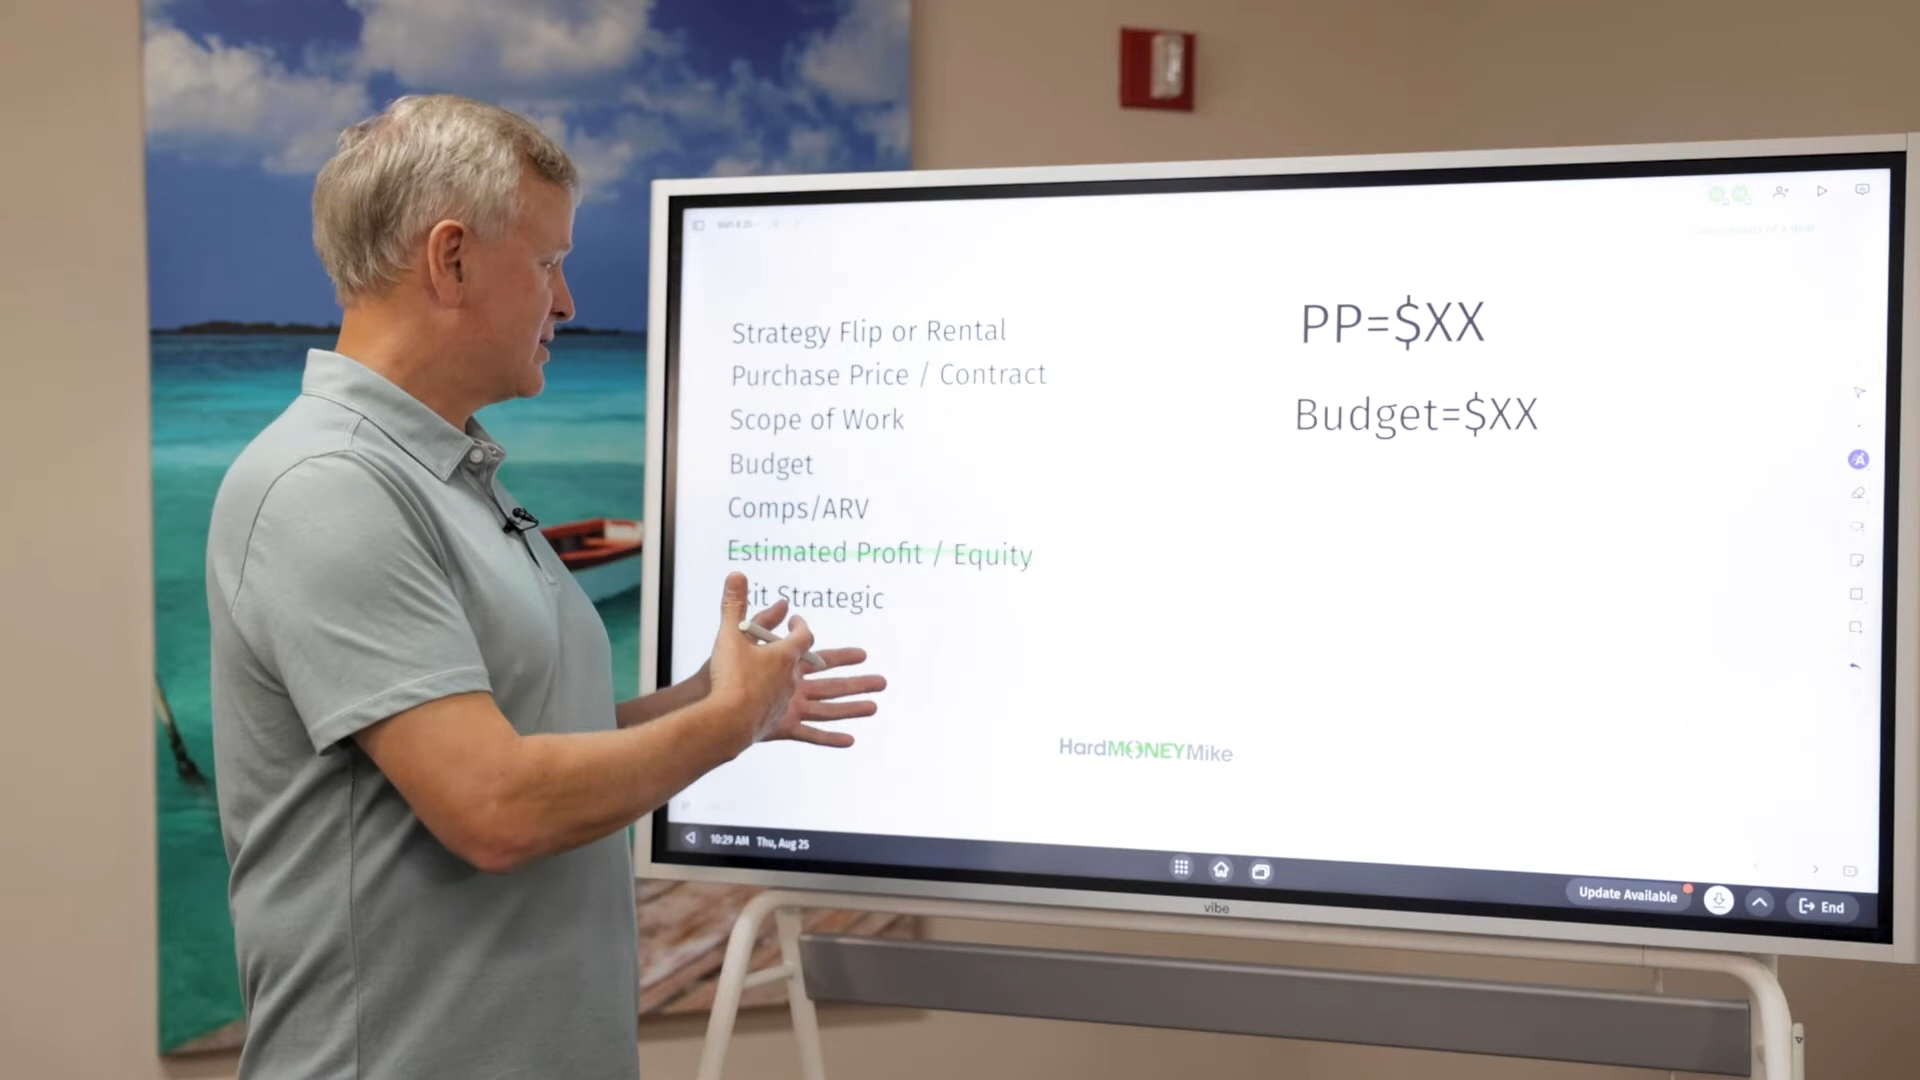 Strategy Flip or Rental
Purchase Price / Contract
Scope of Work
Budget
Comps/ARV
Estimated Profit / Equity
xit Strategic
PP=$XX
Budget=$XX
HardMONEYMike
10:29 AM Thu, Aug 25
Update Available
End
vibe